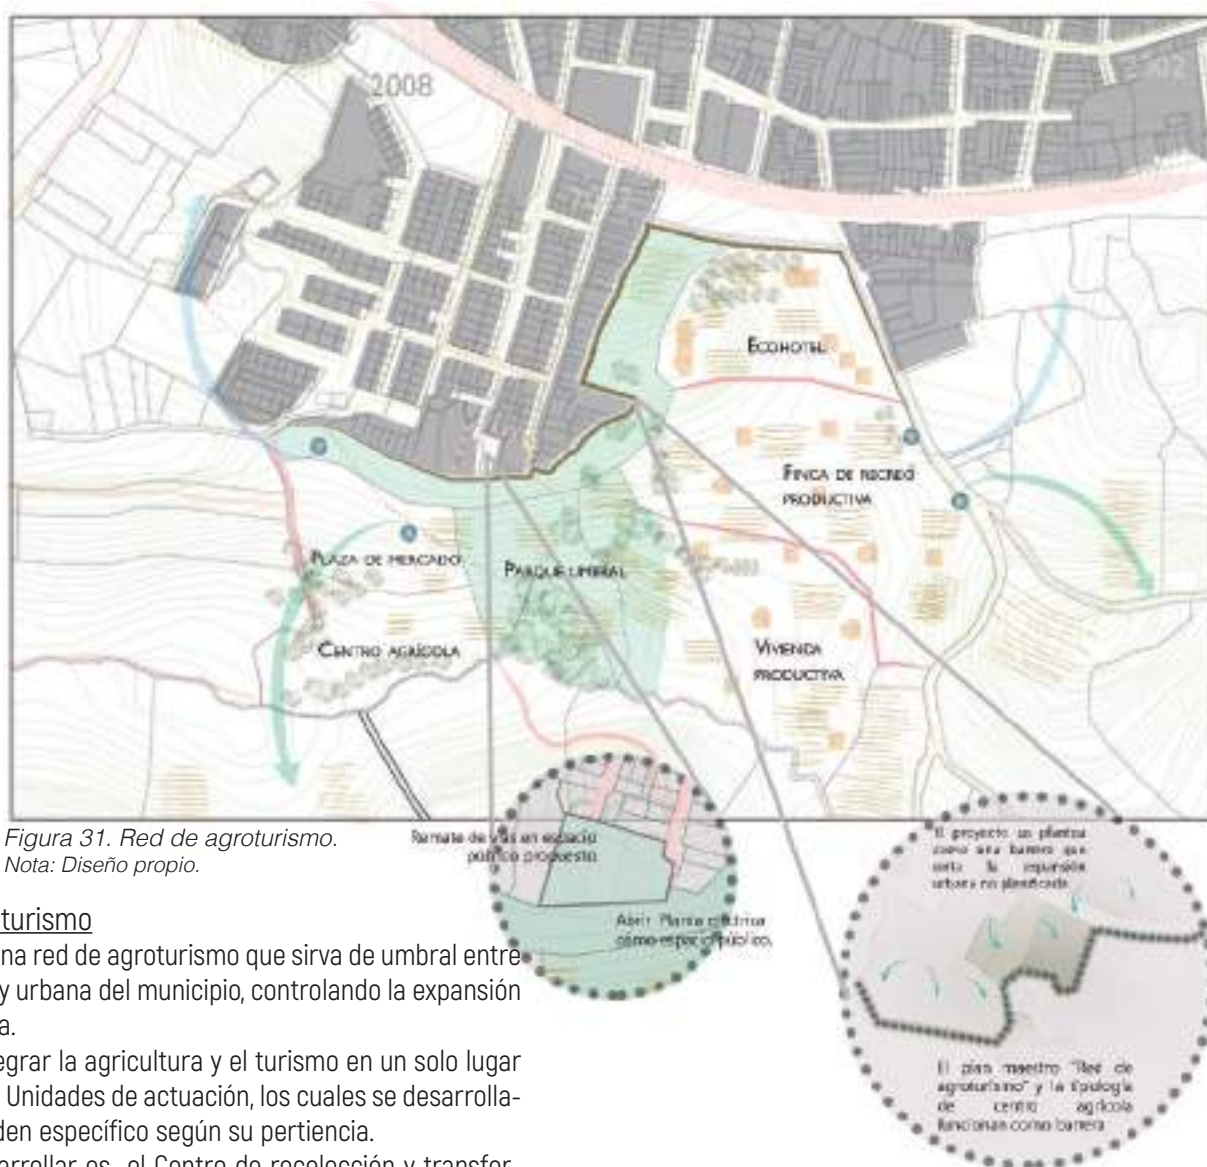 2008
02
ECOHOTEL
FINCA DE RECREO
PRODUCTIVA
PLAZA DE MERCADO
PARQUE UMBRAL
CENTRO AGRÍCOLA
VIVIENDA
PRODUCTIVA
Figura 31. Red de agroturismo.
Nota: Diseño propio.
Remate de vías en espacio
público propuesto
Abrir Planta eléctrica
como espacio público.
El proyecto se plantea
como una barrera que
la expansión
urbana no planificada
El plan maestro "Red de
agroturismo" y la tipología
de centro agrícola
funcionan como barrera
turismo
na red de agroturismo que sirva de umbral entre
y urbana del municipio, controlando la expansión
a.
egrar la agricultura y el turismo en un solo lugar
Unidades de actuación, los cuales se desarrolla-
den específico según su pertiencia.
arrollar es el Centro de recolección y transfer-